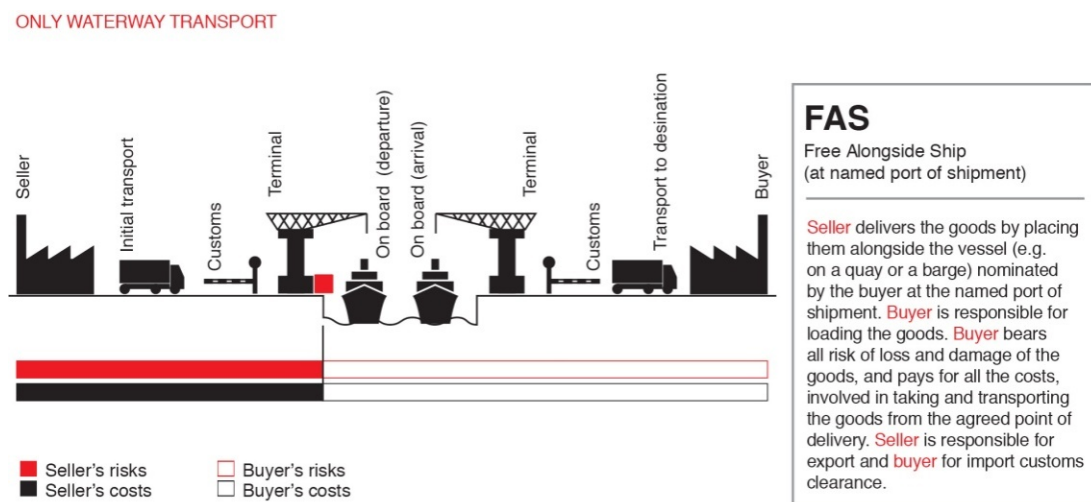 ONLY WATERWAY TRANSPORT
Seller
Initial transport
Customs
Terminal
On board (departure)
On board (arrival)
Terminal
Customs
Transport to desination
Buyer
Seller's risks
Seller's costs
Buyer's risks
Buyer's costs
FAS
Free Alongside Ship
(at named port of shipment)
Seller delivers the goods by placing
them alongside the vessel (e.g.
on a quay or a barge) nominated
by the buyer at the named port of
shipment. Buyer is responsible for
loading the goods. Buyer bears
all risk of loss and damage of the
goods, and pays for all the costs,
involved in taking and transporting
the goods from the agreed point of
delivery. Seller is responsible for
export and buyer for import customs
clearance.